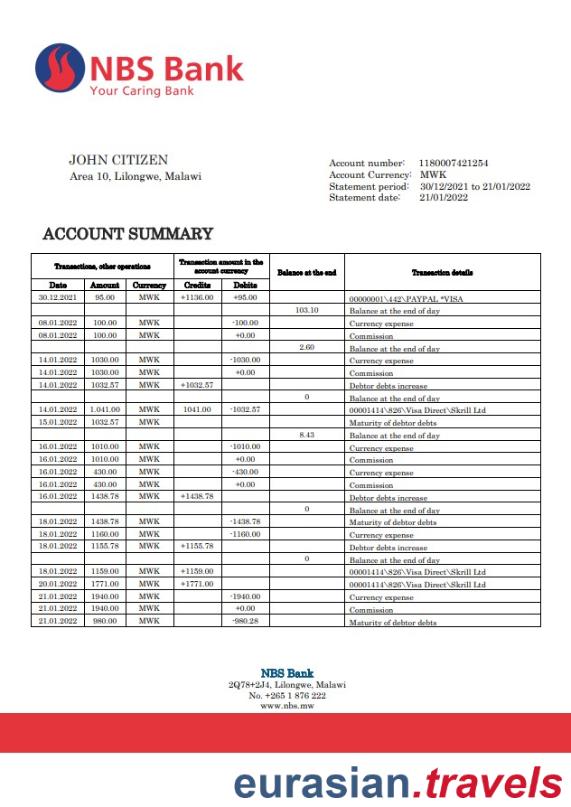 NBS Bank
Your Caring Bank
JOHN CITIZEN
Area 10, Lilongwe, Malawi
Account number: 1180007421254
Account Currency: MWK
Statement period: 30/12/2021 to 21/01/2022
Statement date: 21/01/2022
ACCOUNT SUMMARY
Transactions, other operations Transaction amount in the account currency Balance at the end Transaction details
Date Amount Currency Credits Debits
30.12.2021 95.00 MWK +1136.00 +95.00 00000001\442\PAYPAL *VISA
103.10 Balance at the end of day
08.01.2022 100.00 MWK -100.00 Currency expense
08.01.2022 100.00 MWK +0.00 Commission
2.60 Balance at the end of day
14.01.2022 1030.00 MWK -1030.00 Currency expense
14.01.2022 1030.00 MWK +0.00 Commission
14.01.2022 1032.57 MWK +1032.57 Debtor debts increase
0 Balance at the end of day
14.01.2022 1.041.00 MWK 1041.00 -1032.57 00001414\826\Visa Direct\Skrill Ltd
15.01.2022 1032.57 MWK Maturity of debtor debts
8.43 Balance at the end of day
16.01.2022 1010.00 MWK -1010.00 Currency expense
16.01.2022 1010.00 MWK +0.00 Commission
16.01.2022 430.00 MWK -430.00 Currency expense
16.01.2022 430.00 MWK +0.00 Commission
16.01.2022 1438.78 MWK +1438.78 Debtor debts increase
0 Balance at the end of day
18.01.2022 1438.78 MWK -1438.78 Maturity of debtor debts
18.01.2022 1160.00 MWK -1160.00 Currency expense
18.01.2022 1155.78 MWK +1155.78 Debtor debts increase
0 Balance at the end of day
18.01.2022 1159.00 MWK +1159.00 00001414\826\Visa Direct\Skrill Ltd
20.01.2022 1771.00 MWK +1771.00 00001414\826\Visa Direct\Skrill Ltd
21.01.2022 1940.00 MWK -1940.00 Currency expense
21.01.2022 1940.00 MWK +0.00 Commission
21.01.2022 980.00 MWK -980.28 Maturity of debtor debts
NBS Bank
2Q78+2J4, Lilongwe, Malawi
No. +265 1 876 222
www.nbs.mw
eurasian.travels